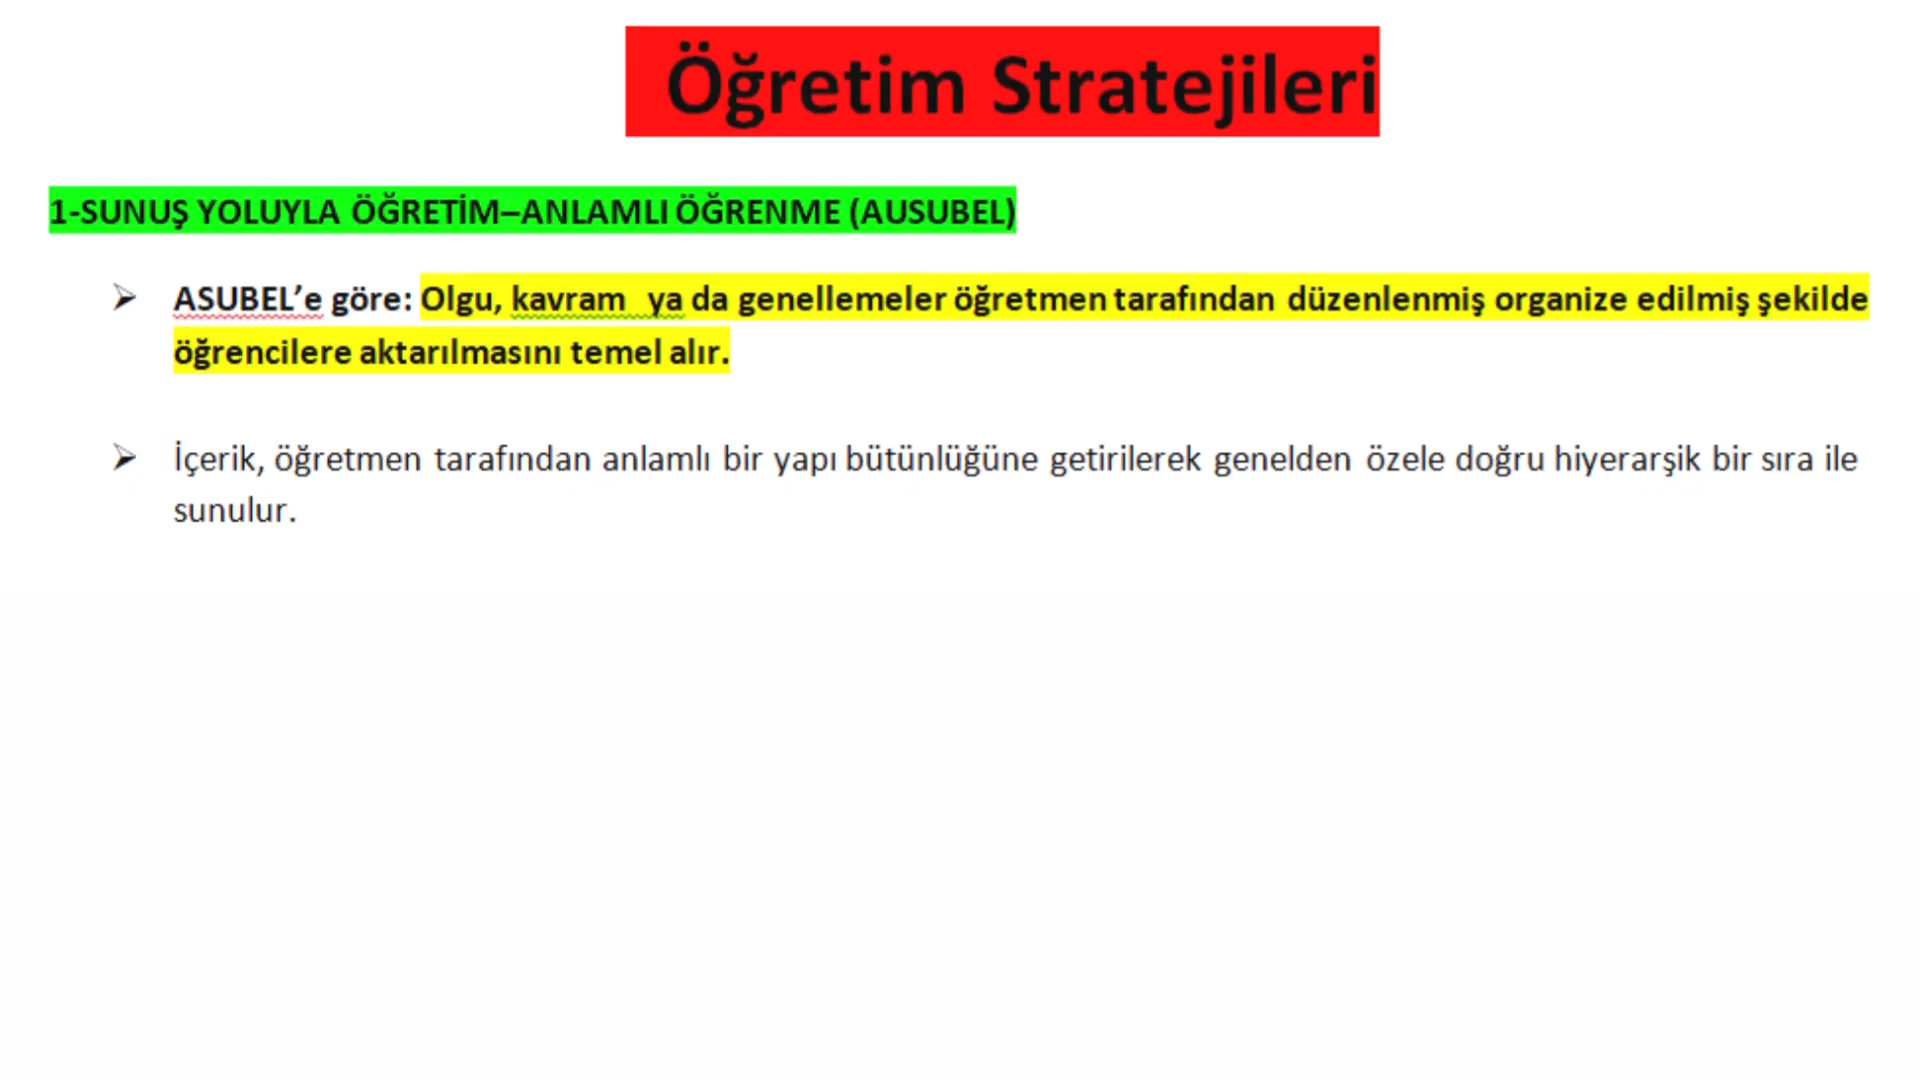 Öğretim Stratejileri
1-SUNUŞ YOLUYLA ÖĞRETİM–ANLAMLI ÖĞRENME (AUSUBEL)
➢ ASUBEL’e göre: Olgu, kavram ya da genellemeler öğretmen tarafından düzenlenmiş organize edilmiş şekilde
öğrencilere aktarılmasını temel alır.
➢ İçerik, öğretmen tarafından anlamlı bir yapı bütünlüğüne getirilerek genelden özele doğru hiyerarşik bir sıra ile
sunulur.